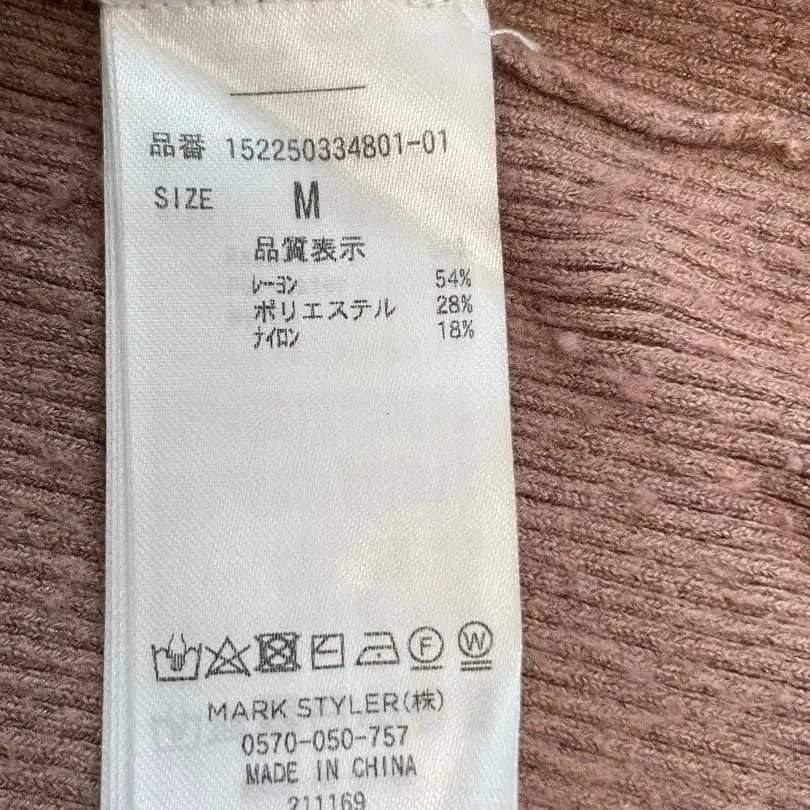 品番 152250334801-01
SIZE M
品質表示
レーヨン 54%
ポリエステル 28%
ナイロン 18%
F W
MARK STYLER(株)
0570-050-757
MADE IN CHINA
211169